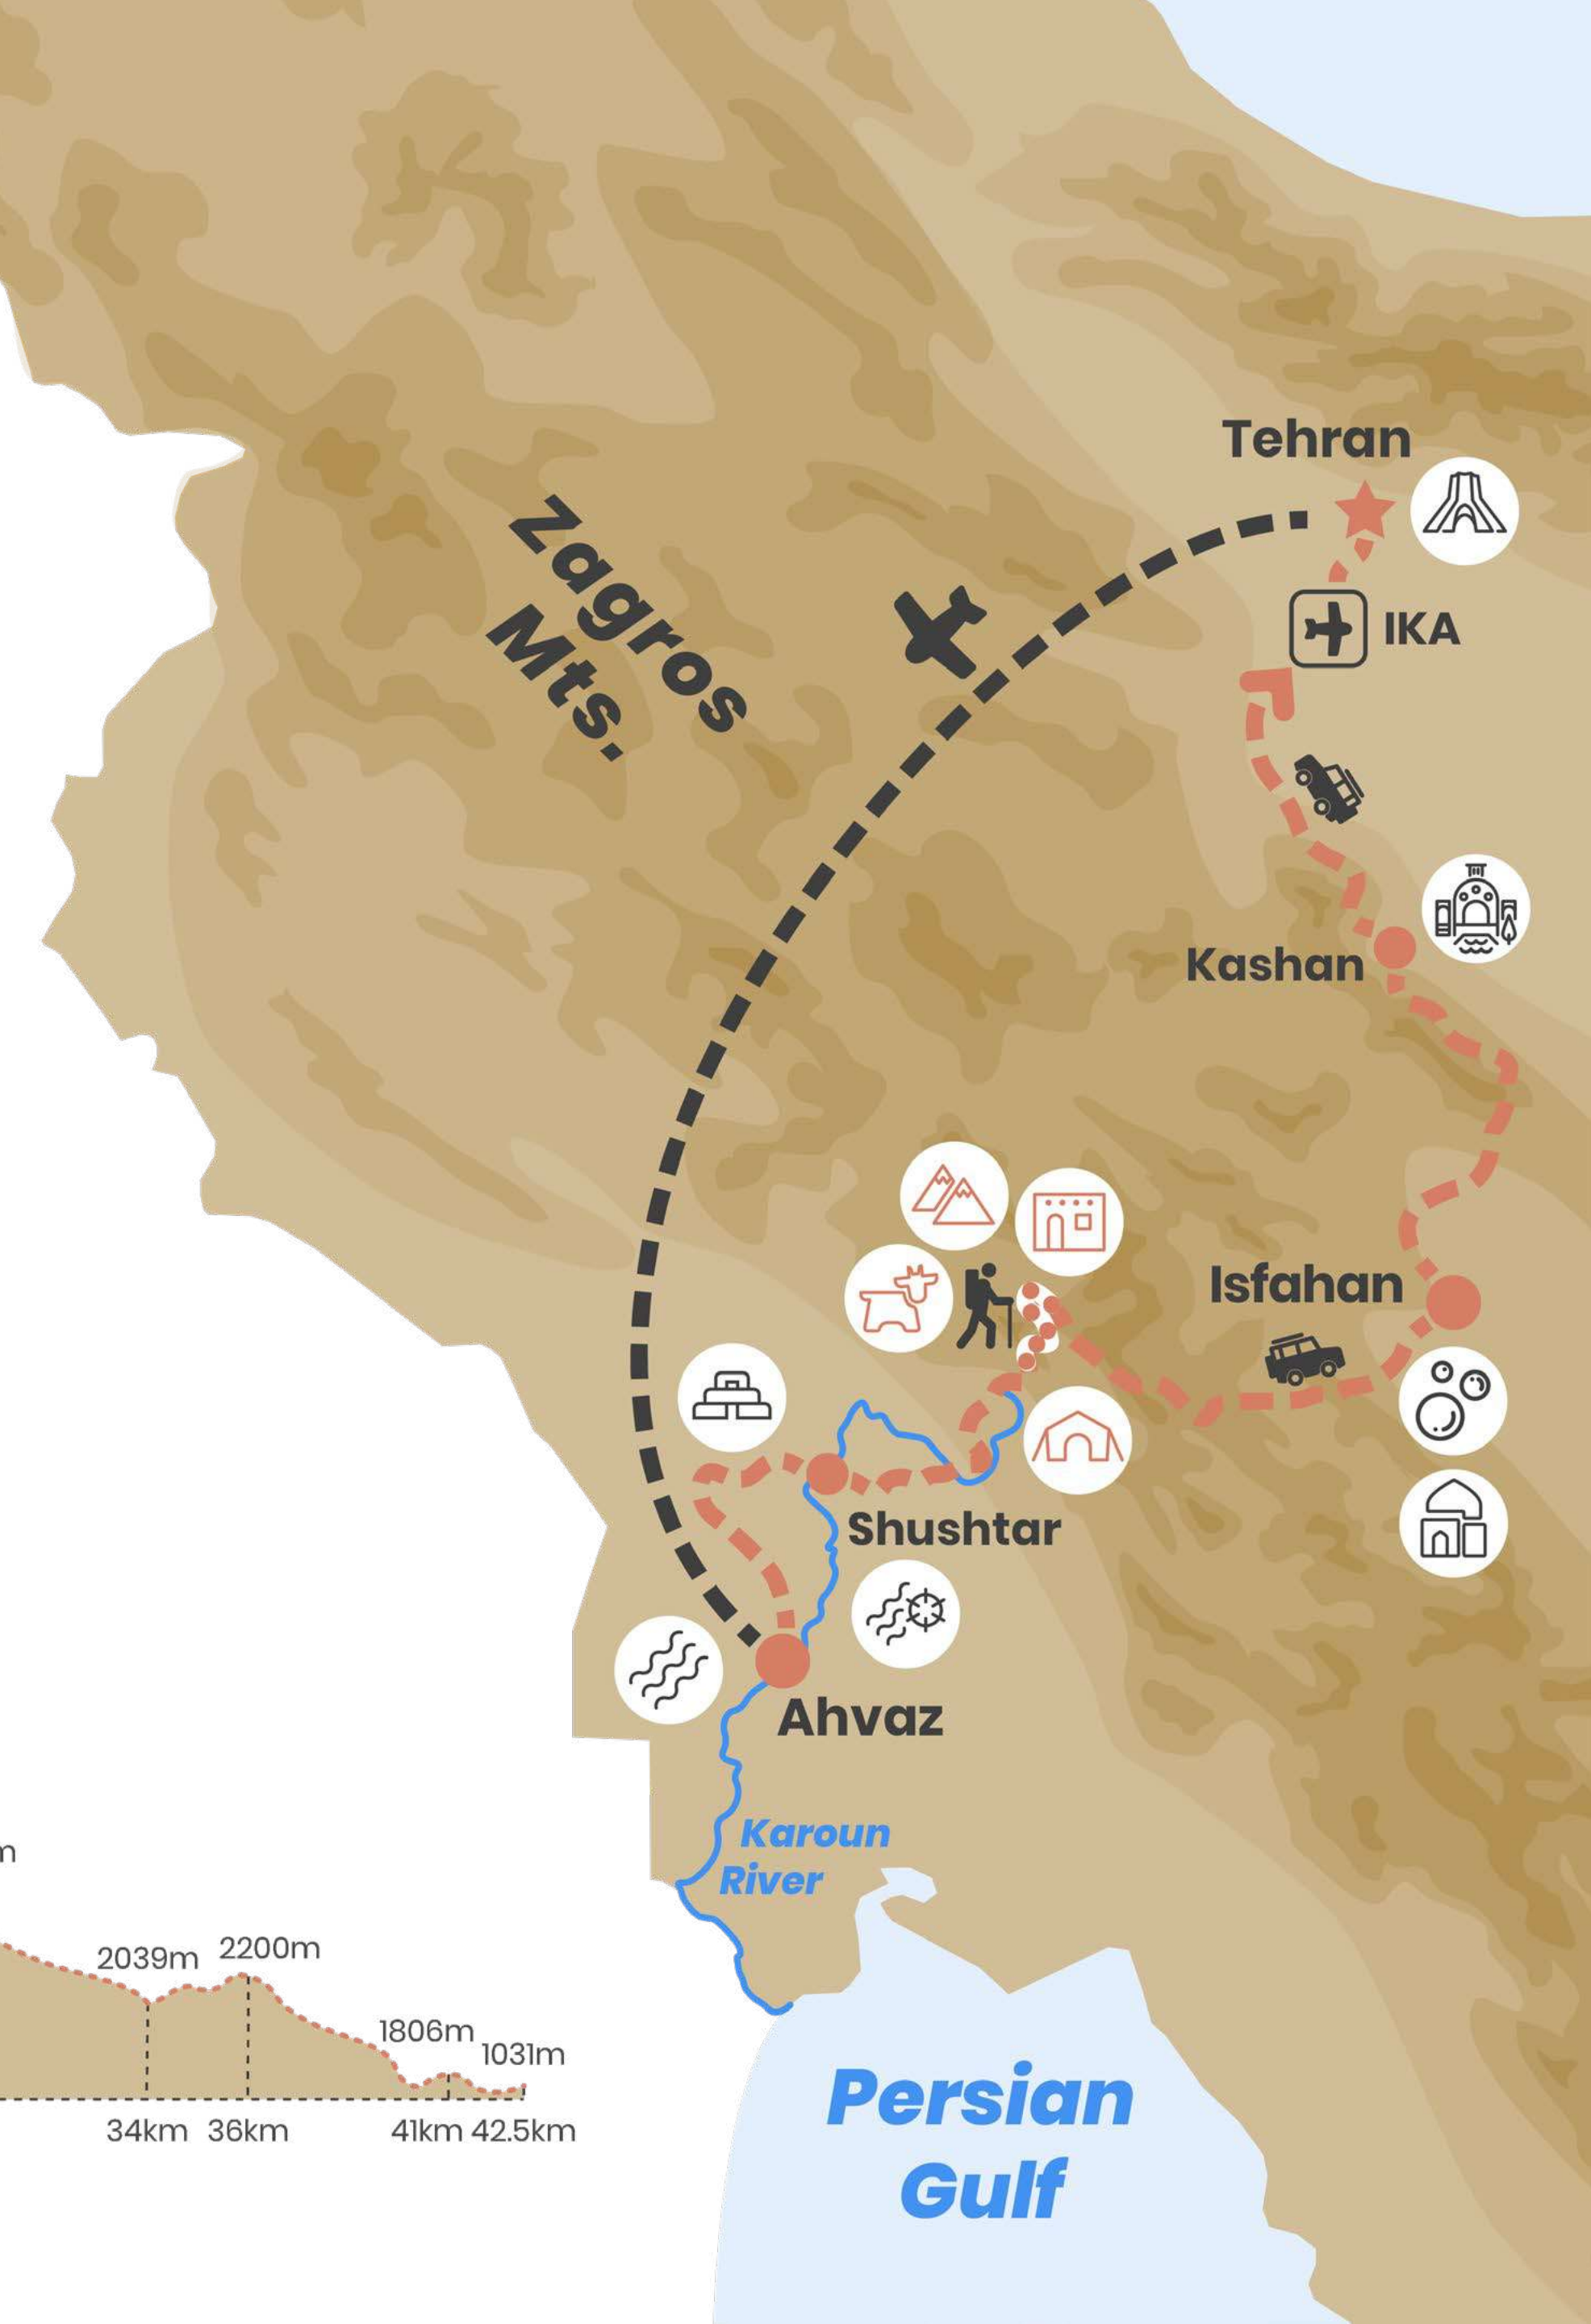 Tehran
IKA
Zagros
Mts.
Kashan
Isfahan
Shushtar
Ahvaz
Karoun
River
m
2039m 2200m
1806m
1031m
34km 36km 41km 42.5km
Persian
Gulf